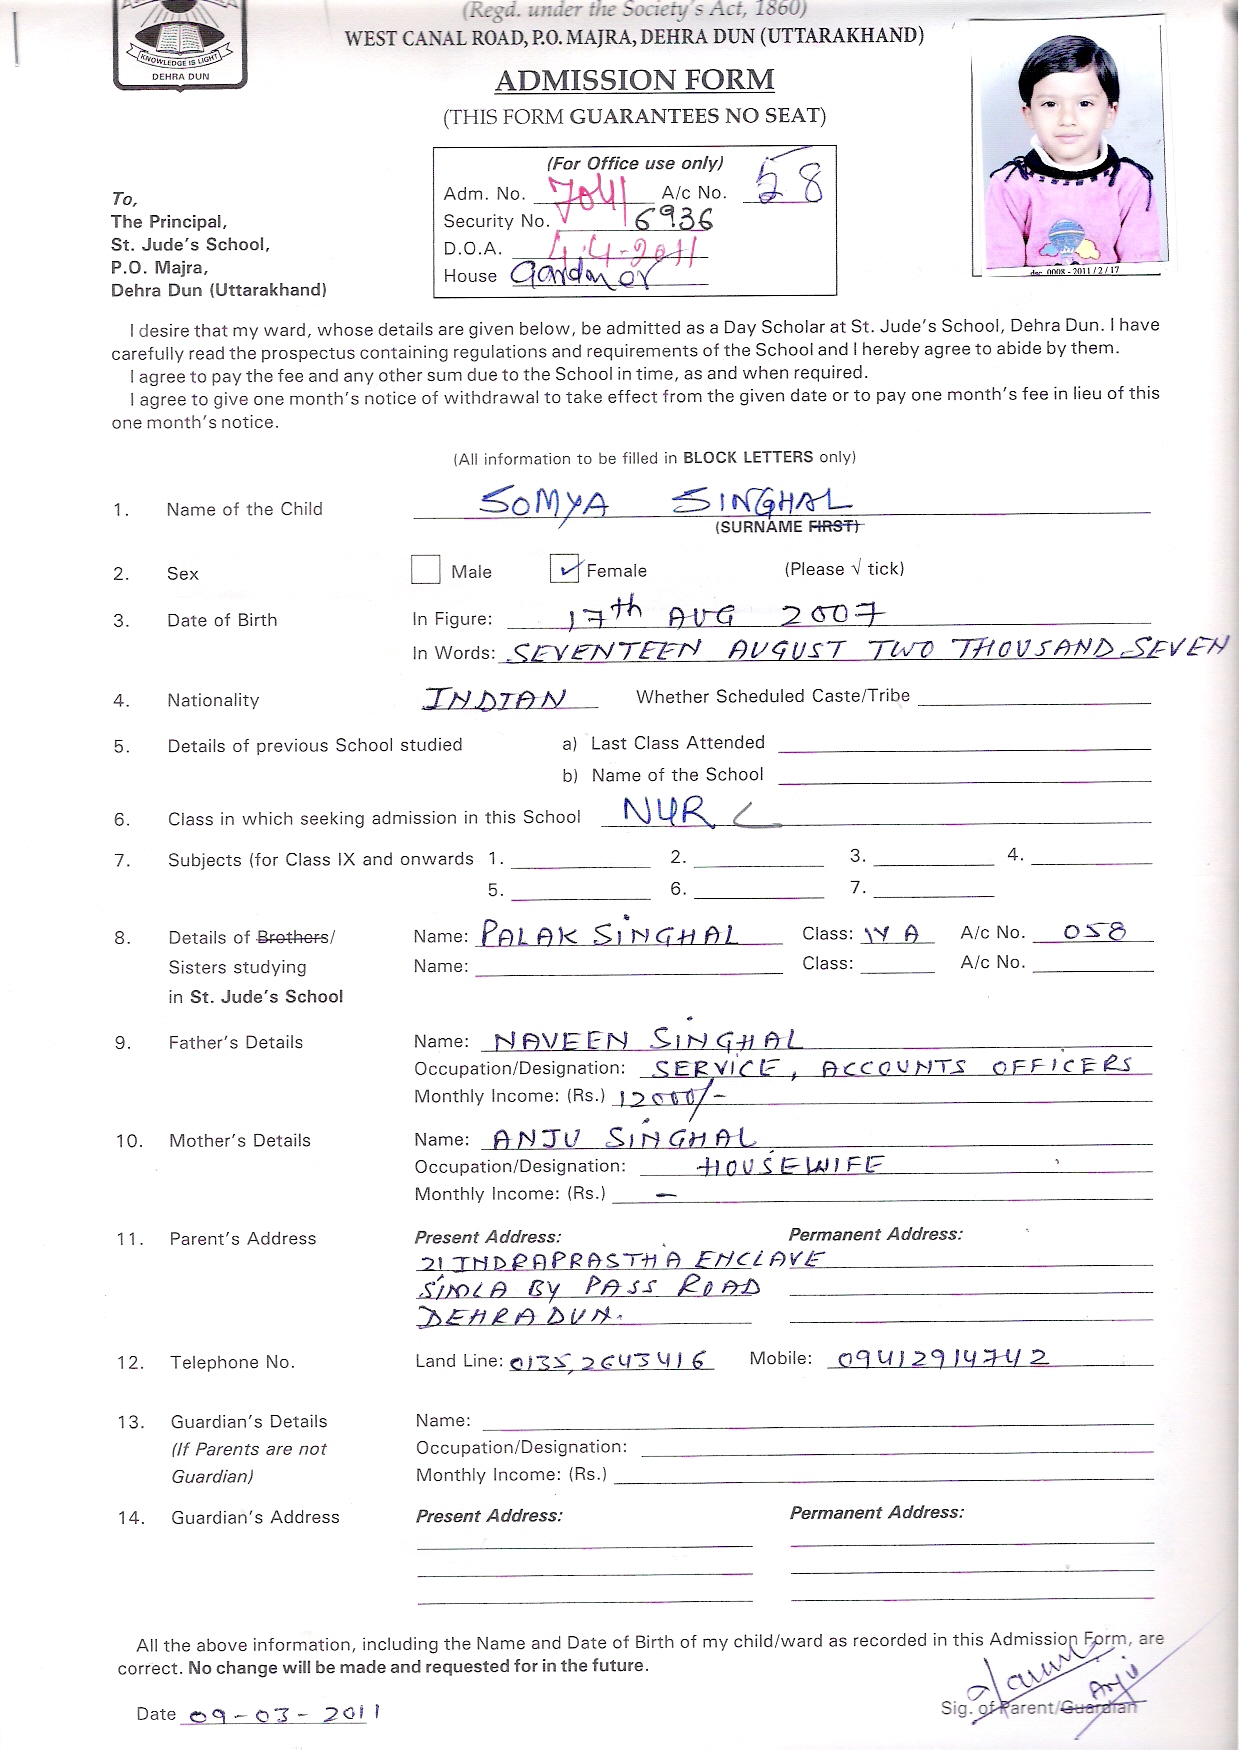 (Regd. under the Society's Act, 1860)
WEST CANAL ROAD, P.O. MAJRA, DEHRA DUN (UTTARAKHAND)
KNOWLEDGE IS LIGHT
DEHRA DUN
ADMISSION FORM
(THIS FORM GUARANTEES NO SEAT)
(For Office use only)
Adm. No. 7041 A/c No. 58
Security No. 6936
D.O.A. 4-4-2011
House
dsc_0008 - 2011/2/17
To,
The Principal,
St. Jude's School,
P.O. Majra,
Dehra Dun (Uttarakhand)
I desire that my ward, whose details are given below, be admitted as a Day Scholar at St. Jude's School, Dehra Dun. I have
carefully read the prospectus containing regulations and requirements of the School and I hereby agree to abide by them.
I agree to pay the fee and any other sum due to the School in time, as and when required.
I agree to give one month's notice of withdrawal to take effect from the given date or to pay one month's fee in lieu of this
one month's notice.
(All information to be filled in BLOCK LETTERS only)
1. Name of the Child SOMYA SINGHAL
(SURNAME FIRST)
2. Sex Male Female (Please √ tick)
3. Date of Birth In Figure: 17th AUG 2007
In Words: SEVENTEEN AUGUST TWO THOUSAND SEVEN
4. Nationality INDIAN Whether Scheduled Caste/Tribe
5. Details of previous School studied a) Last Class Attended
b) Name of the School
6. Class in which seeking admission in this School NUR C
7. Subjects (for Class IX and onwards 1. 2. 3. 4.
5. 6. 7.
8. Details of Brothers/ Name: PALAK SINGHAL Class: IV A A/c No. 058
Sisters studying Name: Class: A/c No.
in St. Jude's School
9. Father's Details Name: NAVEEN SINGHAL
Occupation/Designation: SERVICE, ACCOUNTS OFFICERS
Monthly Income: (Rs.) 12000/-
10. Mother's Details Name: ANJU SINGHAL
Occupation/Designation: HOUSEWIFE
Monthly Income: (Rs.) —
11. Parent's Address Present Address: Permanent Address:
21 INDRAPRASTHA ENCLAVE
SIMLA BY PASS ROAD
DEHRADUN.
12. Telephone No. Land Line: 0135, 2643416 Mobile: 09412914742
13. Guardian's Details Name:
(If Parents are not Occupation/Designation:
Guardian) Monthly Income: (Rs.)
14. Guardian's Address Present Address: Permanent Address:
All the above information, including the Name and Date of Birth of my child/ward as recorded in this Admission Form, are
correct. No change will be made and requested for in the future.
Anju
Date 09-03-2011 Sig. of Parent/Guardian